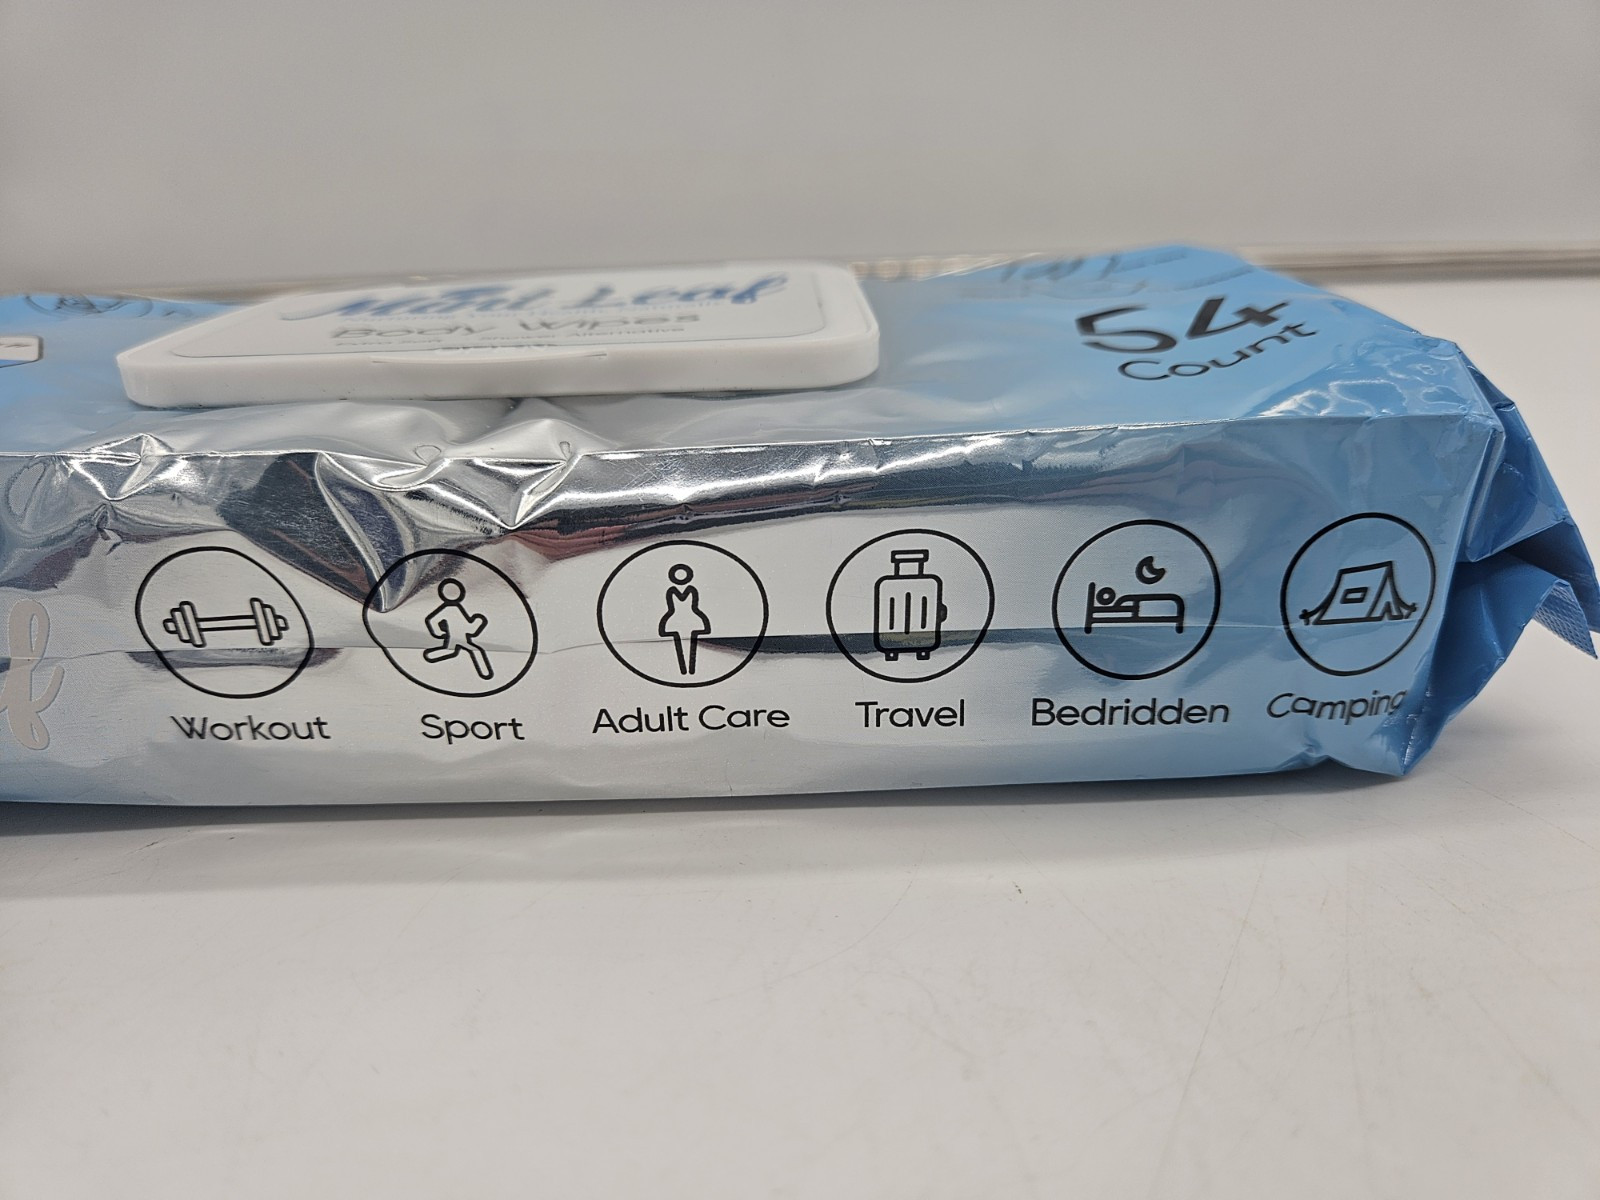 Mint Leaf
Body Wipes
54
Count
Workout
Sport
Adult Care
Travel
Bedridden
Camping